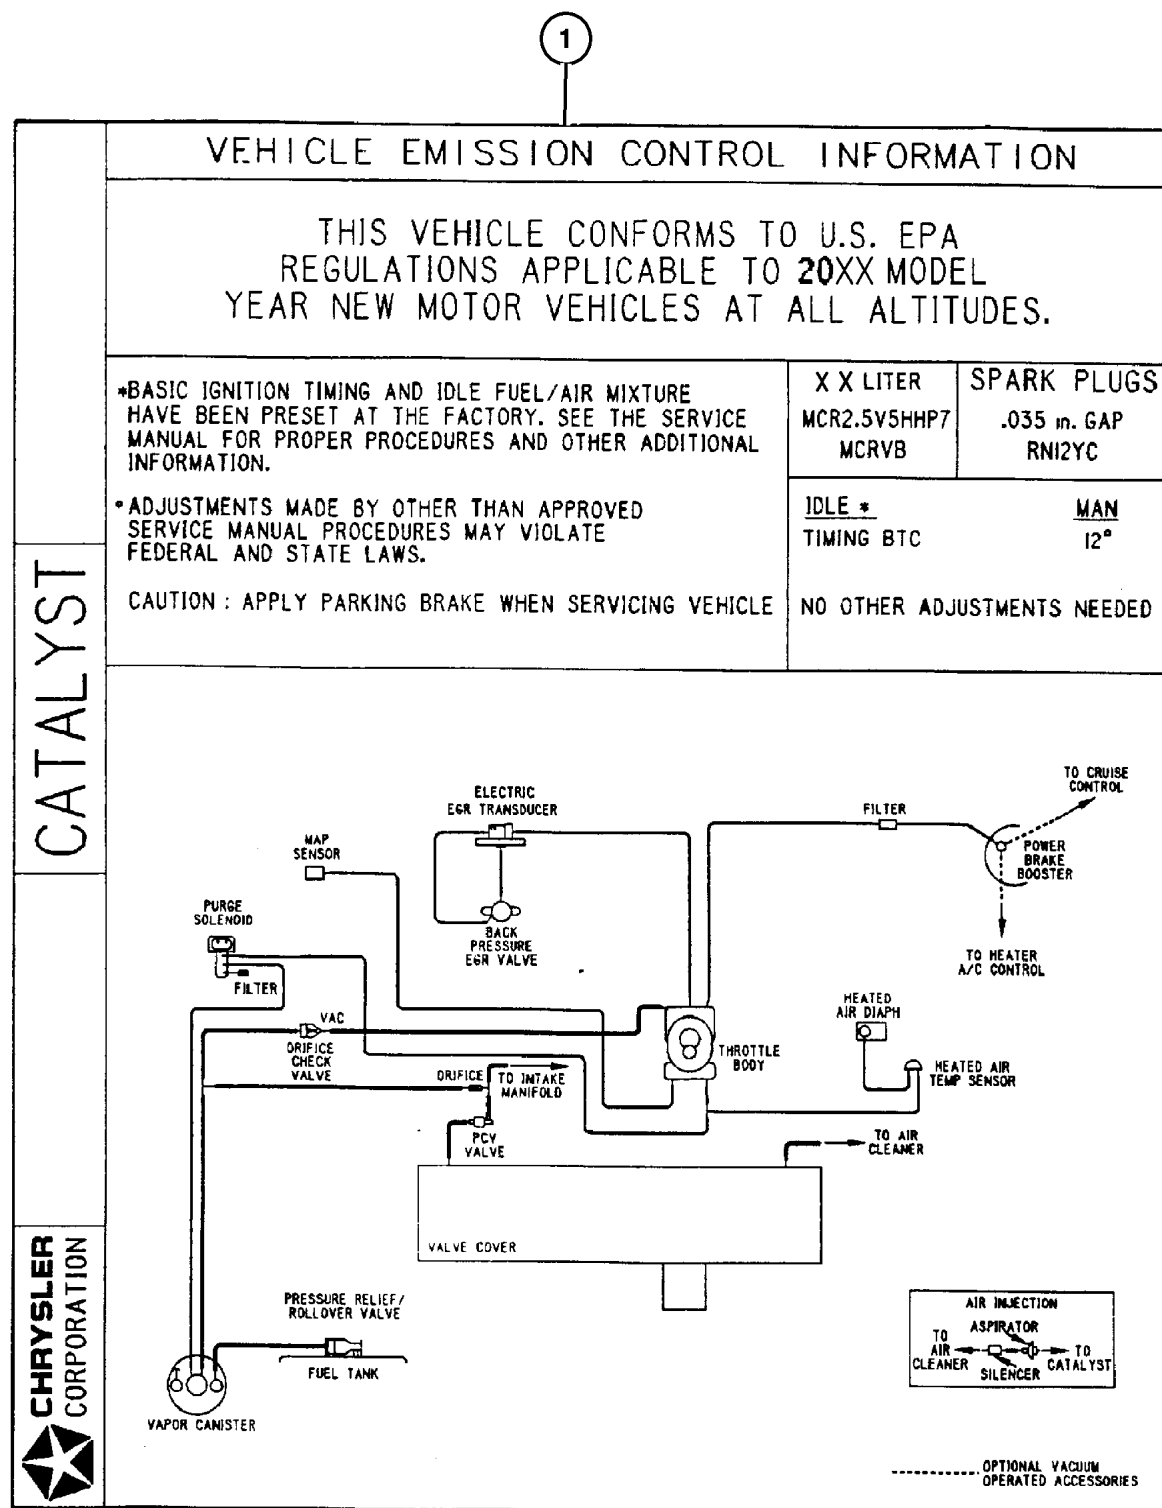 1
VEHICLE EMISSION CONTROL INFORMATION
THIS VEHICLE CONFORMS TO U.S. EPA
REGULATIONS APPLICABLE TO 20XX MODEL
YEAR NEW MOTOR VEHICLES AT ALL ALTITUDES.
*BASIC IGNITION TIMING AND IDLE FUEL/AIR MIXTURE
HAVE BEEN PRESET AT THE FACTORY. SEE THE SERVICE
MANUAL FOR PROPER PROCEDURES AND OTHER ADDITIONAL
INFORMATION.
*ADJUSTMENTS MADE BY OTHER THAN APPROVED
SERVICE MANUAL PROCEDURES MAY VIOLATE
FEDERAL AND STATE LAWS.
CAUTION : APPLY PARKING BRAKE WHEN SERVICING VEHICLE
X X LITER
MCR2.5V5HHP7
MCRVB
SPARK PLUGS
.035 in. GAP
RN12YC
IDLE * MAN
TIMING BTC 12°
NO OTHER ADJUSTMENTS NEEDED
CATALYST
CHRYSLER
CORPORATION
ELECTRIC
EGR TRANSDUCER
MAP
SENSOR
PURGE
SOLENOID
FILTER
BACK
PRESSURE
EGR VALVE
FILTER
TO CRUISE
CONTROL
POWER
BRAKE
BOOSTER
TO HEATER
A/C CONTROL
HEATED
AIR DIAPH
HEATED AIR
TEMP SENSOR
VAC
ORIFICE
CHECK
VALVE
ORIFICE
TO INTAKE
MANIFOLD
THROTTLE
BODY
PCV
VALVE
TO AIR
CLEANER
VALVE COVER
PRESSURE RELIEF/
ROLLOVER VALVE
FUEL TANK
VAPOR CANISTER
AIR INJECTION
ASPIRATOR
TO
AIR
CLEANER
SILENCER
TO
CATALYST
OPTIONAL VACUUM
OPERATED ACCESSORIES